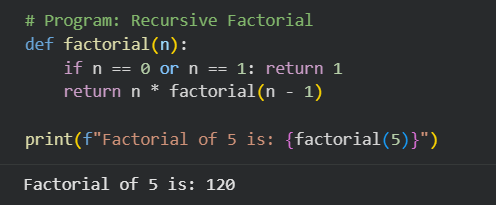 # Program: Recursive Factorial
def factorial(n):
    if n == 0 or n == 1: return 1
    return n * factorial(n - 1)
print(f"Factorial of 5 is: {factorial(5)}")
Factorial of 5 is: 120